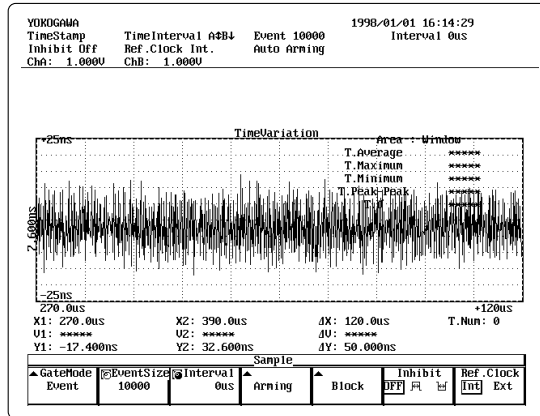 YOKOGAWA 1998/01/01 16:14:29
TimeStamp TimeInterval A↕B↓ Event 10000 Interval 0us
Inhibit Off Ref.Clock Int. Auto Arming
ChA: 1.000V ChB: 1.000V
TimeVariation
+25ns Area : Window
T.Average *****
T.Maximum *****
T.Minimum *****
T.Peak-Peak *****
*****
2.600ns
-25ns
270.0us +120us
X1: 270.0us X2: 390.0us ΔX: 120.0us T.Num: 0
V1: ***** V2: ***** ΔV: *****
Y1: -17.400ns Y2: 32.600ns ΔY: 50.000ns
Sample
GateMode EventSize Interval Inhibit Ref.Clock
Event 10000 0us Arming Block OFF Int Ext